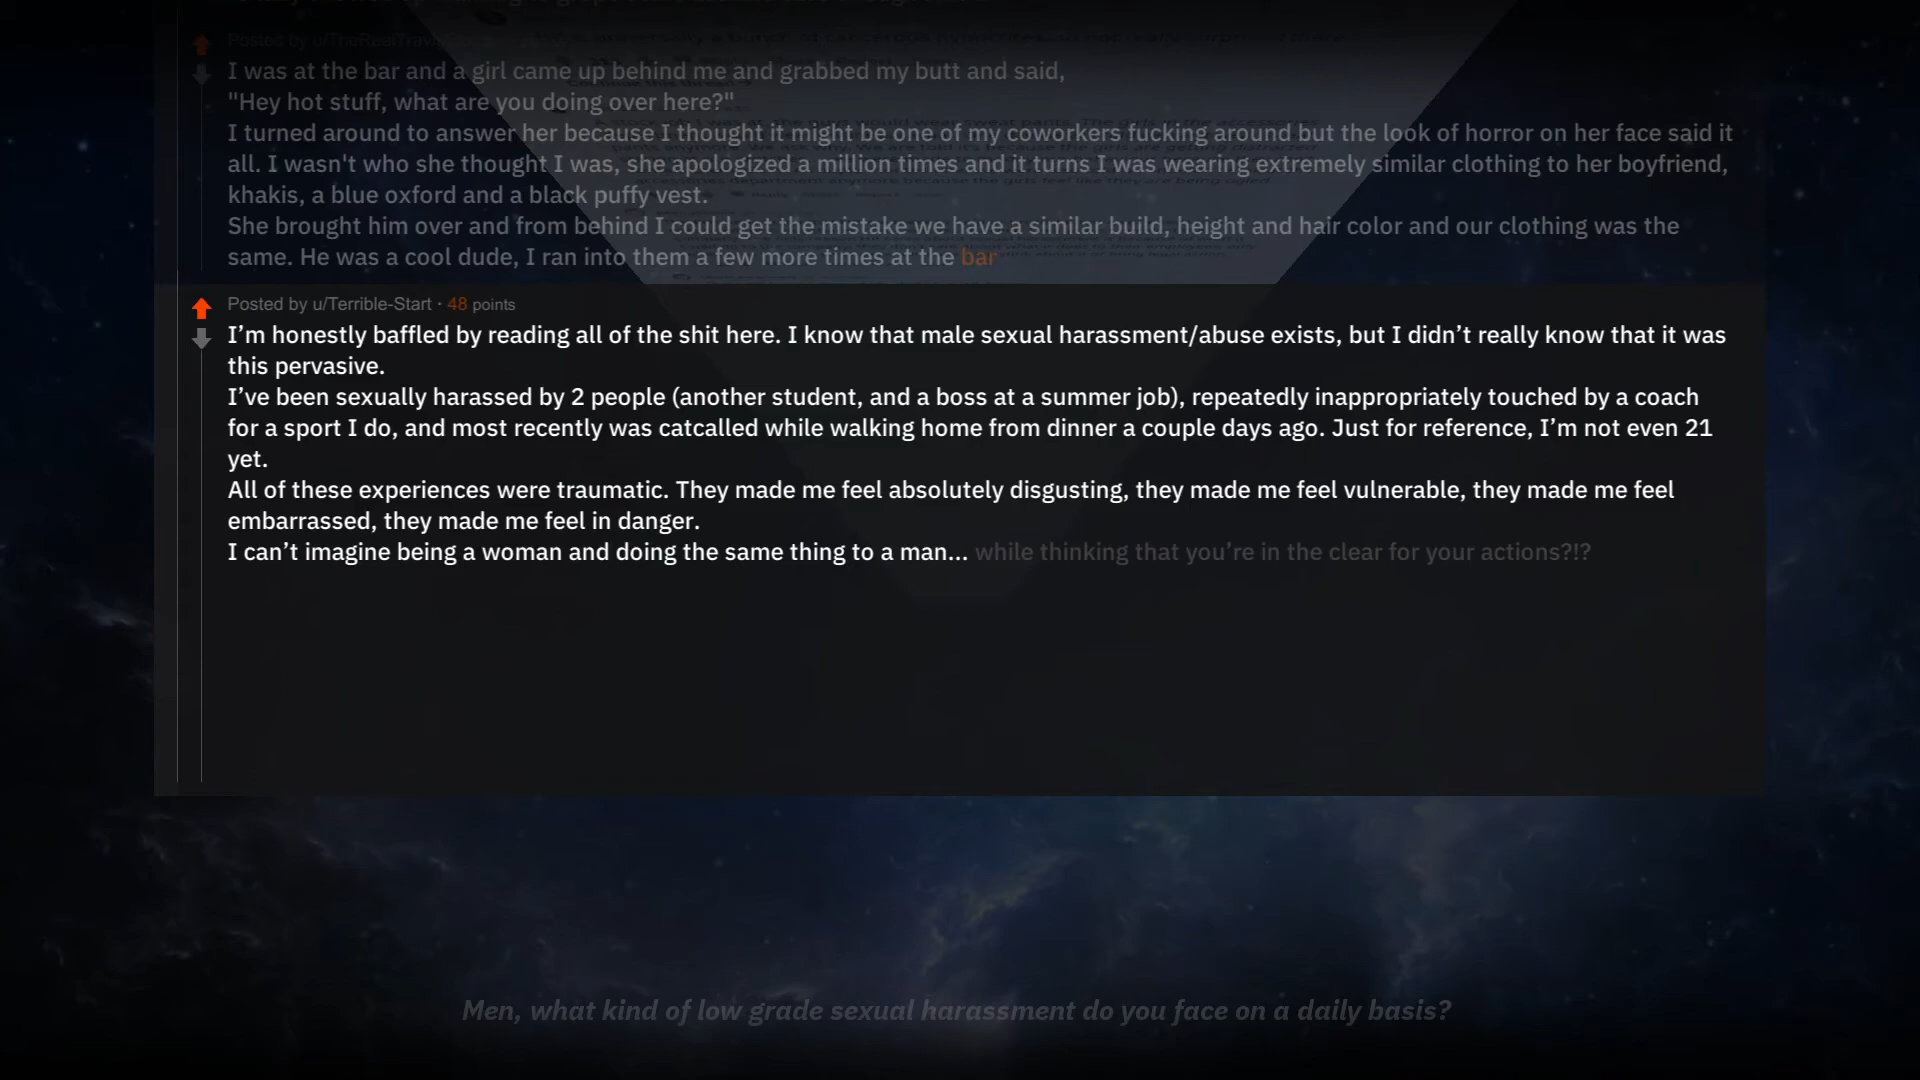 Posted by u/TheRealTravi
I was at the bar and a girl came up behind me and grabbed my butt and said,
"Hey hot stuff, what are you doing over here?"
I turned around to answer her because I thought it might be one of my coworkers fucking around but the look of horror on her face said it
all. I wasn't who she thought I was, she apologized a million times and it turns I was wearing extremely similar clothing to her boyfriend,
khakis, a blue oxford and a black puffy vest.
She brought him over and from behind I could get the mistake we have a similar build, height and hair color and our clothing was the
same. He was a cool dude, I ran into them a few more times at the bar
Posted by u/Terrible-Start · 48 points
I’m honestly baffled by reading all of the shit here. I know that male sexual harassment/abuse exists, but I didn’t really know that it was
this pervasive.
I’ve been sexually harassed by 2 people (another student, and a boss at a summer job), repeatedly inappropriately touched by a coach
for a sport I do, and most recently was catcalled while walking home from dinner a couple days ago. Just for reference, I’m not even 21
yet.
All of these experiences were traumatic. They made me feel absolutely disgusting, they made me feel vulnerable, they made me feel
embarrassed, they made me feel in danger.
I can’t imagine being a woman and doing the same thing to a man... while thinking that you’re in the clear for your actions?!?
Men, what kind of low grade sexual harassment do you face on a daily basis?